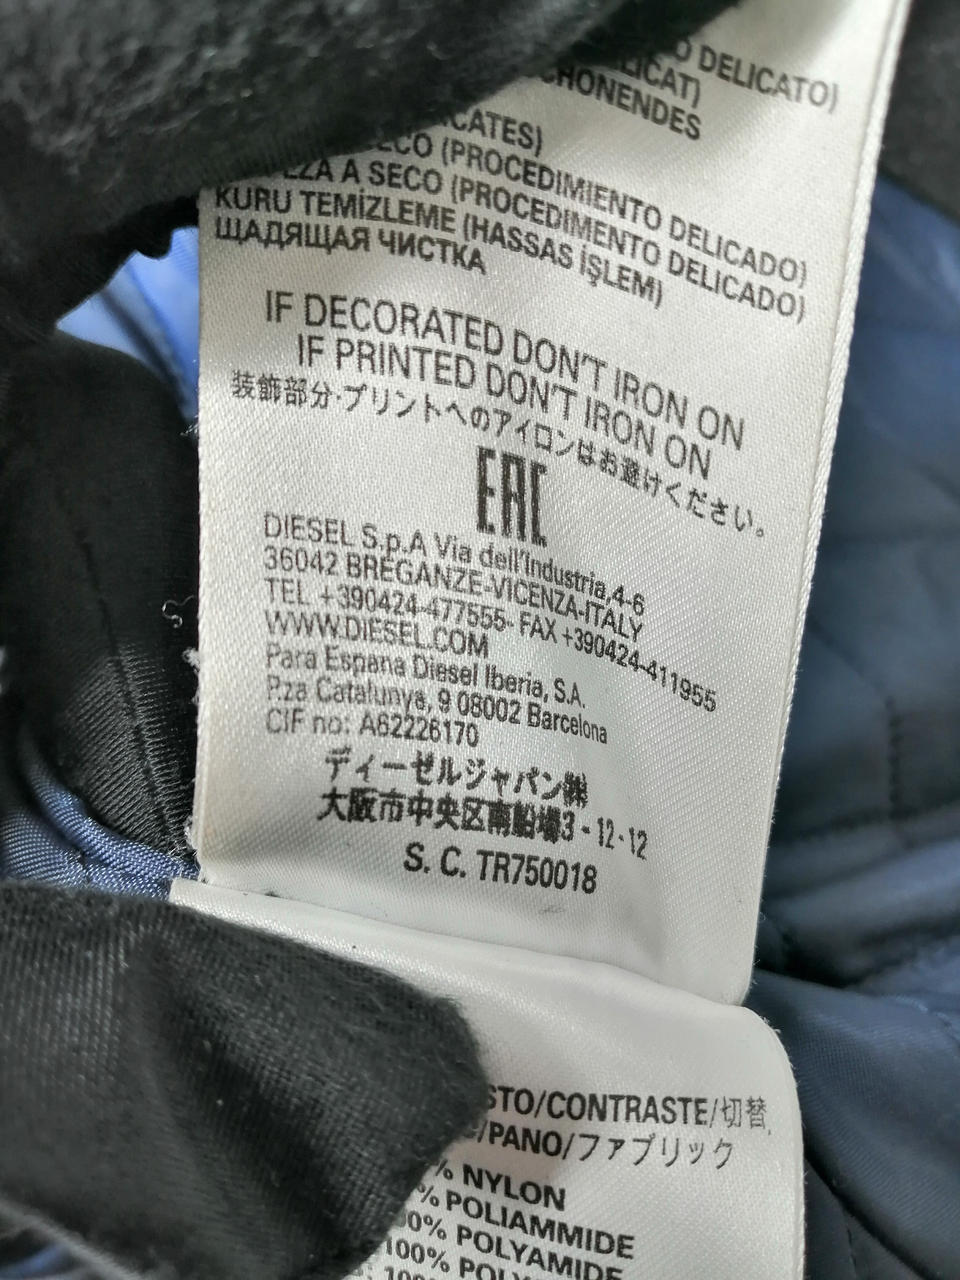 DELICATO)
SCHONENDES
(PROCEDIMIENTO DELICADO)
A SECO (PROCEDIMENTO DELICADO)
KURU TEMİZLEME (HASSAS İŞLEM)
ЩАДЯЩАЯ ЧИСТКА
IF DECORATED DON'T IRON ON
IF PRINTED DON'T IRON ON
装飾部分・プリントへのアイロンはお避けください。
EAC
DIESEL S.p.A Via dell'Industria,4-6
36042 BREGANZE-VICENZA-ITALY
TEL +390424-477555- FAX +390424-411955
WWW.DIESEL.COM
Para Espana Diesel Iberia, S.A.
P.za Catalunya, 9 08002 Barcelona
CIF no: A62226170
ディーゼルジャパン㈱
大阪市中央区南船場3-12-12
S. C. TR750018
/CONTRASTE/切替,
/PANO/ファブリック
% NYLON
% POLIAMMIDE
% POLYAMIDE
100%